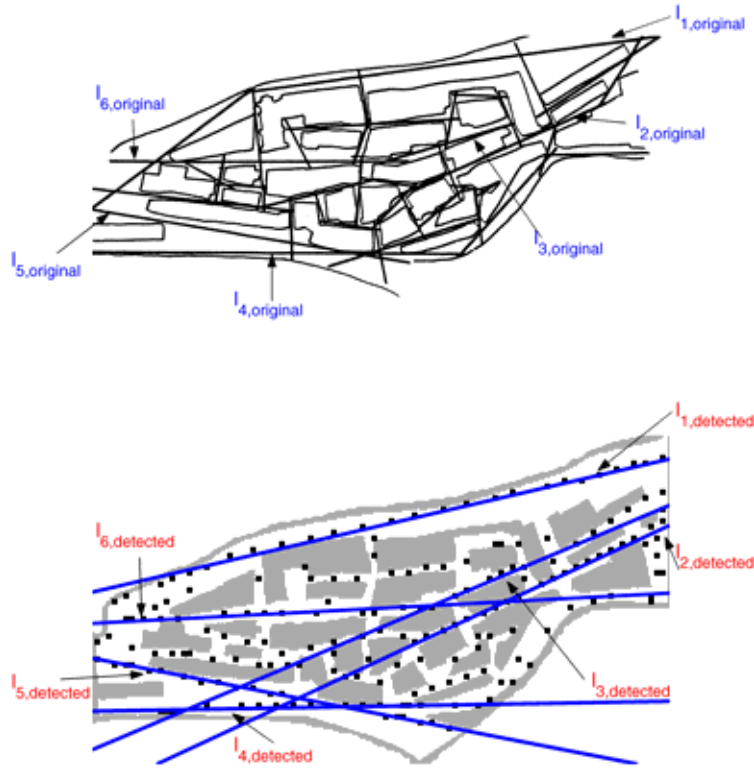 l1,original
l6,original
l2,original
l3,original
l5,original
l4,original
l1,detected
l6,detected
l2,detected
l5,detected
l3,detected
l4,detected